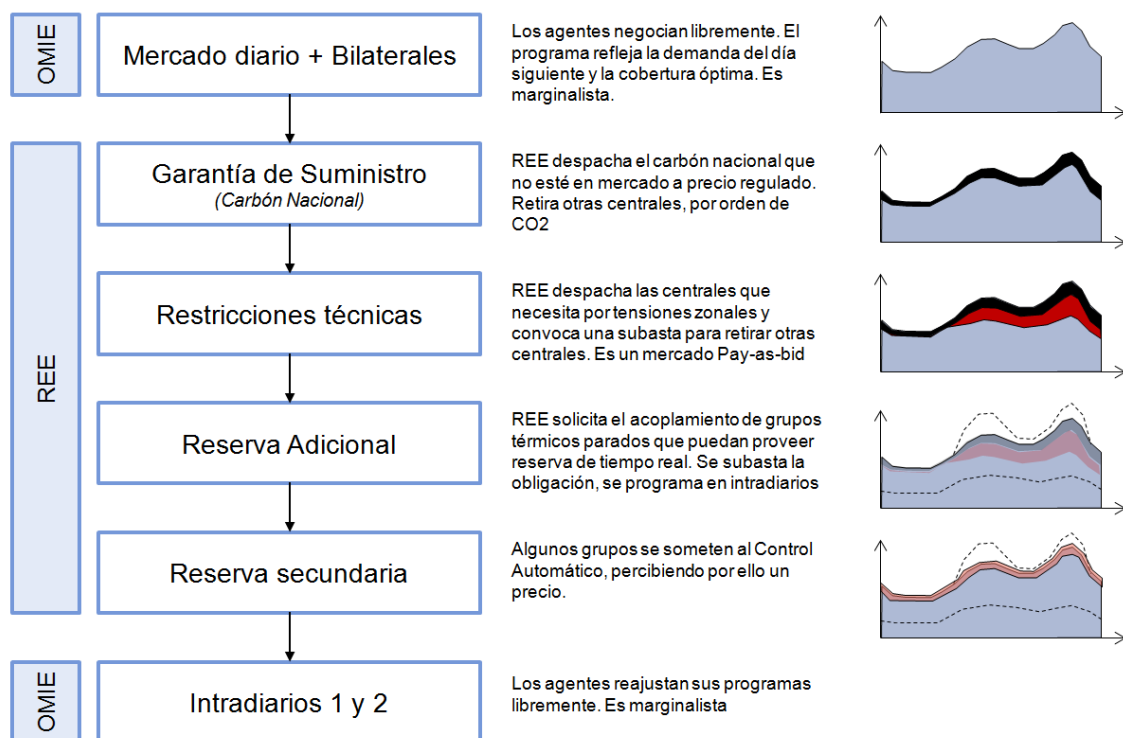 OMIE
Mercado diario + Bilaterales
Los agentes negocian libremente. El
programa refleja la demanda del día
siguiente y la cobertura óptima. Es
marginalista.
REE
Garantía de Suministro
(Carbón Nacional)
REE despacha el carbón nacional que
no esté en mercado a precio regulado.
Retira otras centrales, por orden de
CO2
Restricciones técnicas
REE despacha las centrales que
necesita por tensiones zonales y
convoca una subasta para retirar otras
centrales. Es un mercado Pay-as-bid
Reserva Adicional
REE solicita el acoplamiento de grupos
térmicos parados que puedan proveer
reserva de tiempo real. Se subasta la
obligación, se programa en intradiarios
Reserva secundaria
Algunos grupos se someten al Control
Automático, percibiendo por ello un
precio.
OMIE
Intradiarios 1 y 2
Los agentes reajustan sus programas
libremente. Es marginalista